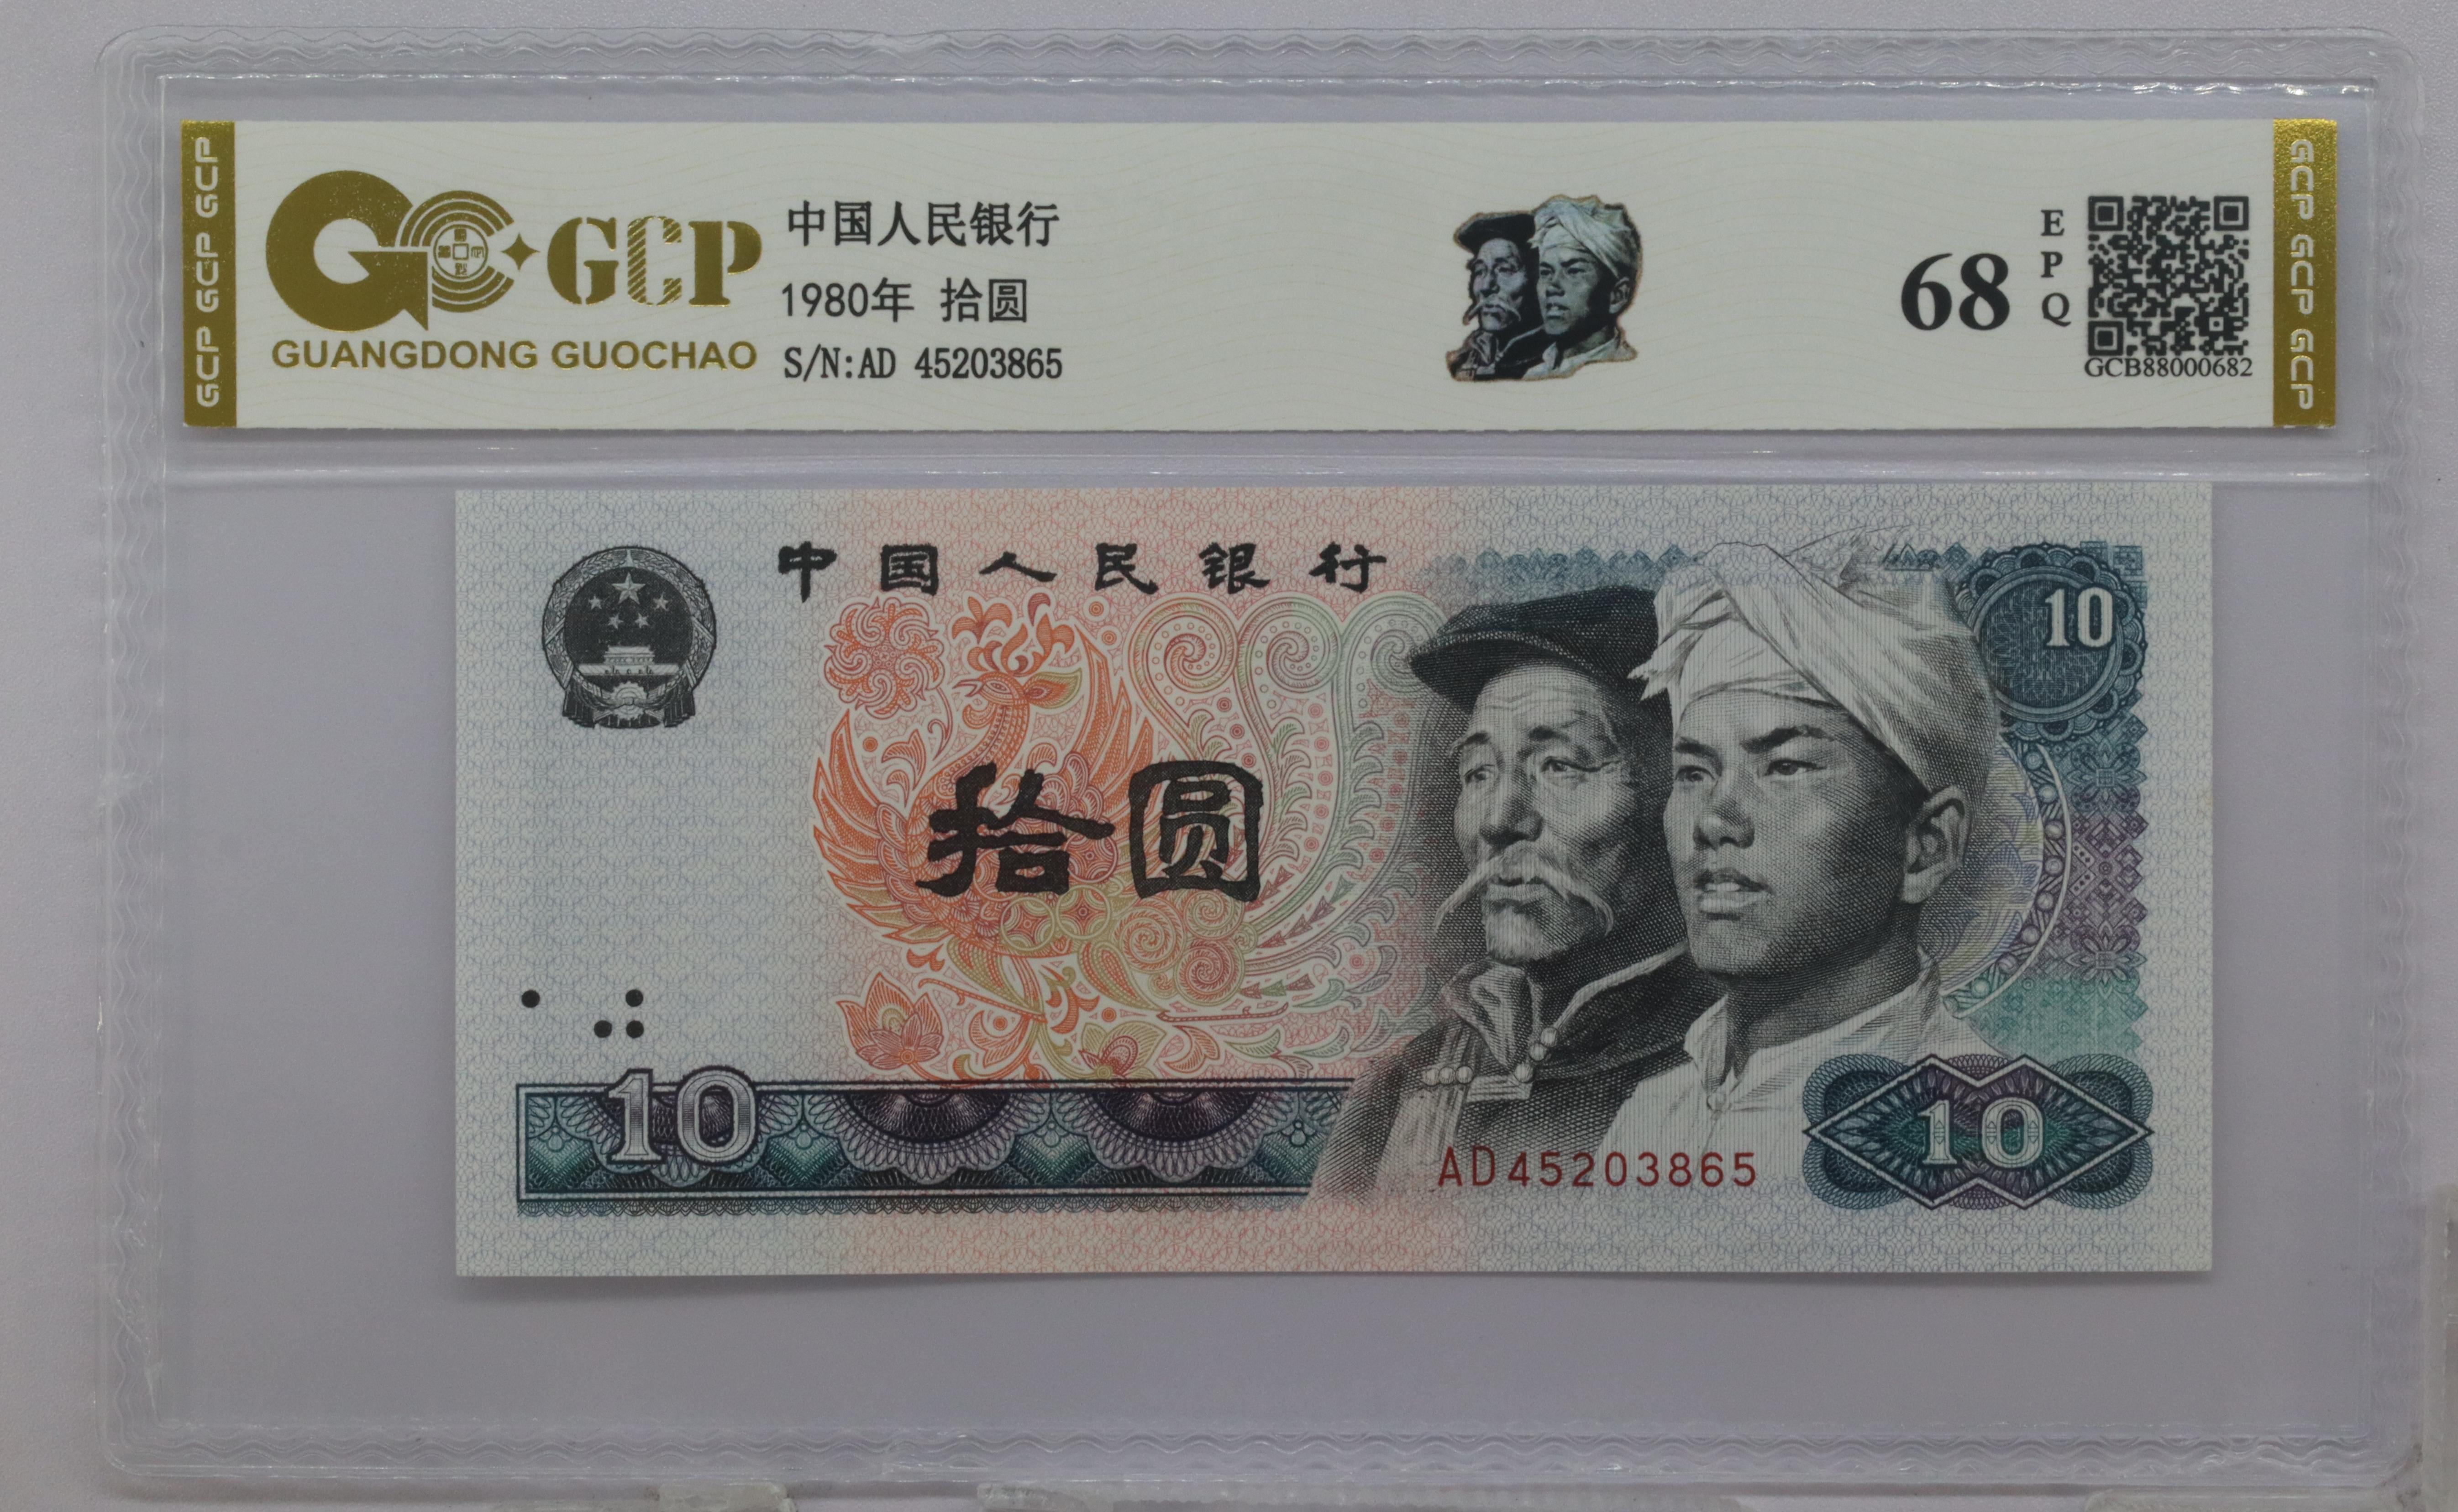 GCP GCP GCP
GCP
GUANGDONG GUOCHAO
中国人民银行
1980年 拾圆
S/N:AD 45203865
68
EPQ
GCB88000682
GCP GCP GCP
中国人民银行
10
拾圆
10
AD45203865
10